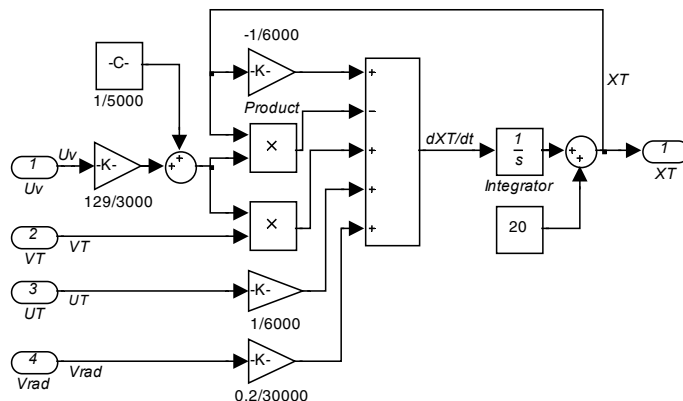 -1/6000
-K-
XT
-C-
1/5000
Product
+
+
−
×
dXT/dt
1
s
Integrator
+
+
1
XT
1
Uv
Uv
-K-
129/3000
+
+
+
×
20
2
VT
VT
+
3
UT
UT
-K-
1/6000
+
4
Vrad
Vrad
-K-
0.2/30000